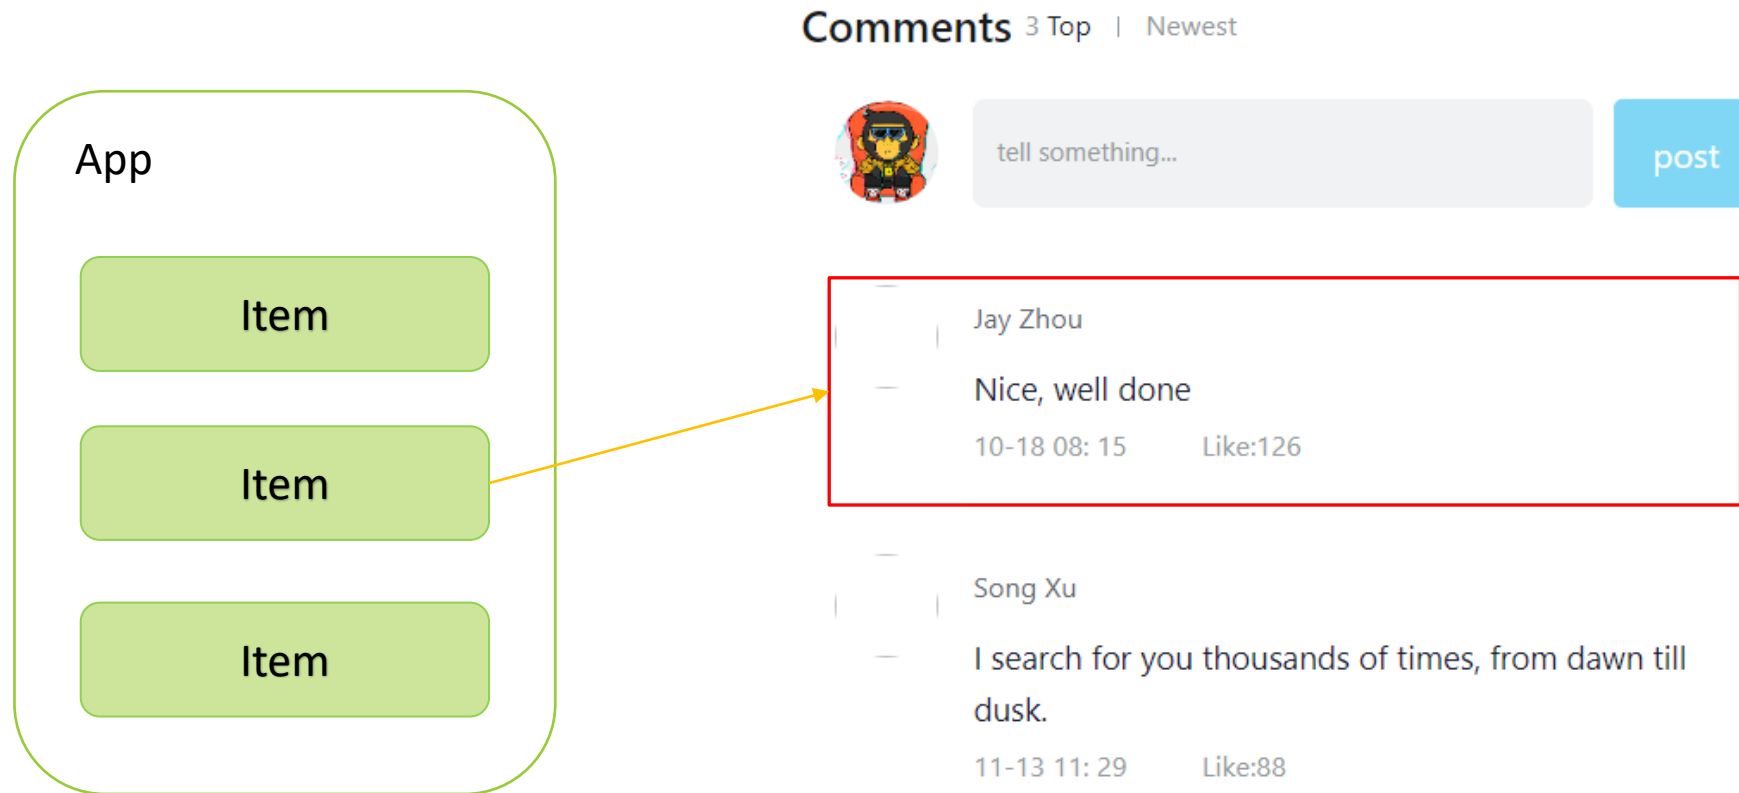 App
Item
Item
Item
Comments 3 Top | Newest
tell something...
post
Jay Zhou
Nice, well done
10-18 08: 15 Like:126
Song Xu
I search for you thousands of times, from dawn till
dusk.
11-13 11: 29 Like:88